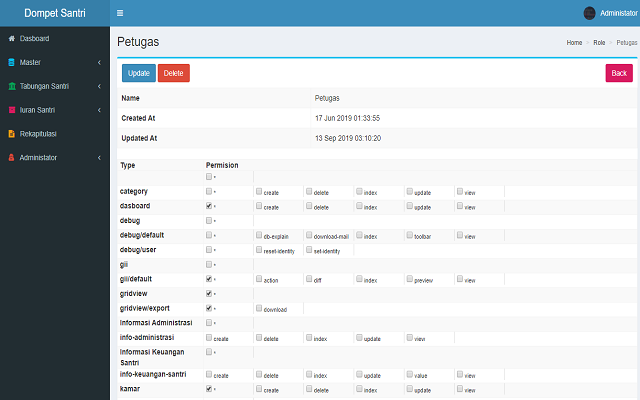 Dompet Santri
Administator
Dasboard
Master
Tabungan Santri
Iuran Santri
Rekapitulasi
Administator
Petugas
Home > Role > Petugas
Update Delete Back
Name Petugas
Created At 17 Jun 2019 01:33:55
Updated At 13 Sep 2019 03:10:20
Type Permision
*
category * create delete index update view
dasboard * create delete index update view
debug *
debug/default * db-explain download-mail index toolbar view
debug/user * reset-identity set-identity
gii *
gii/default * action diff index preview view
gridview *
gridview/export * download
Informasi Administrasi *
info-administrasi create delete index update view
Informasi Keuangan Santri *
info-keuangan-santri create delete index update value view
kamar * create delete index update view